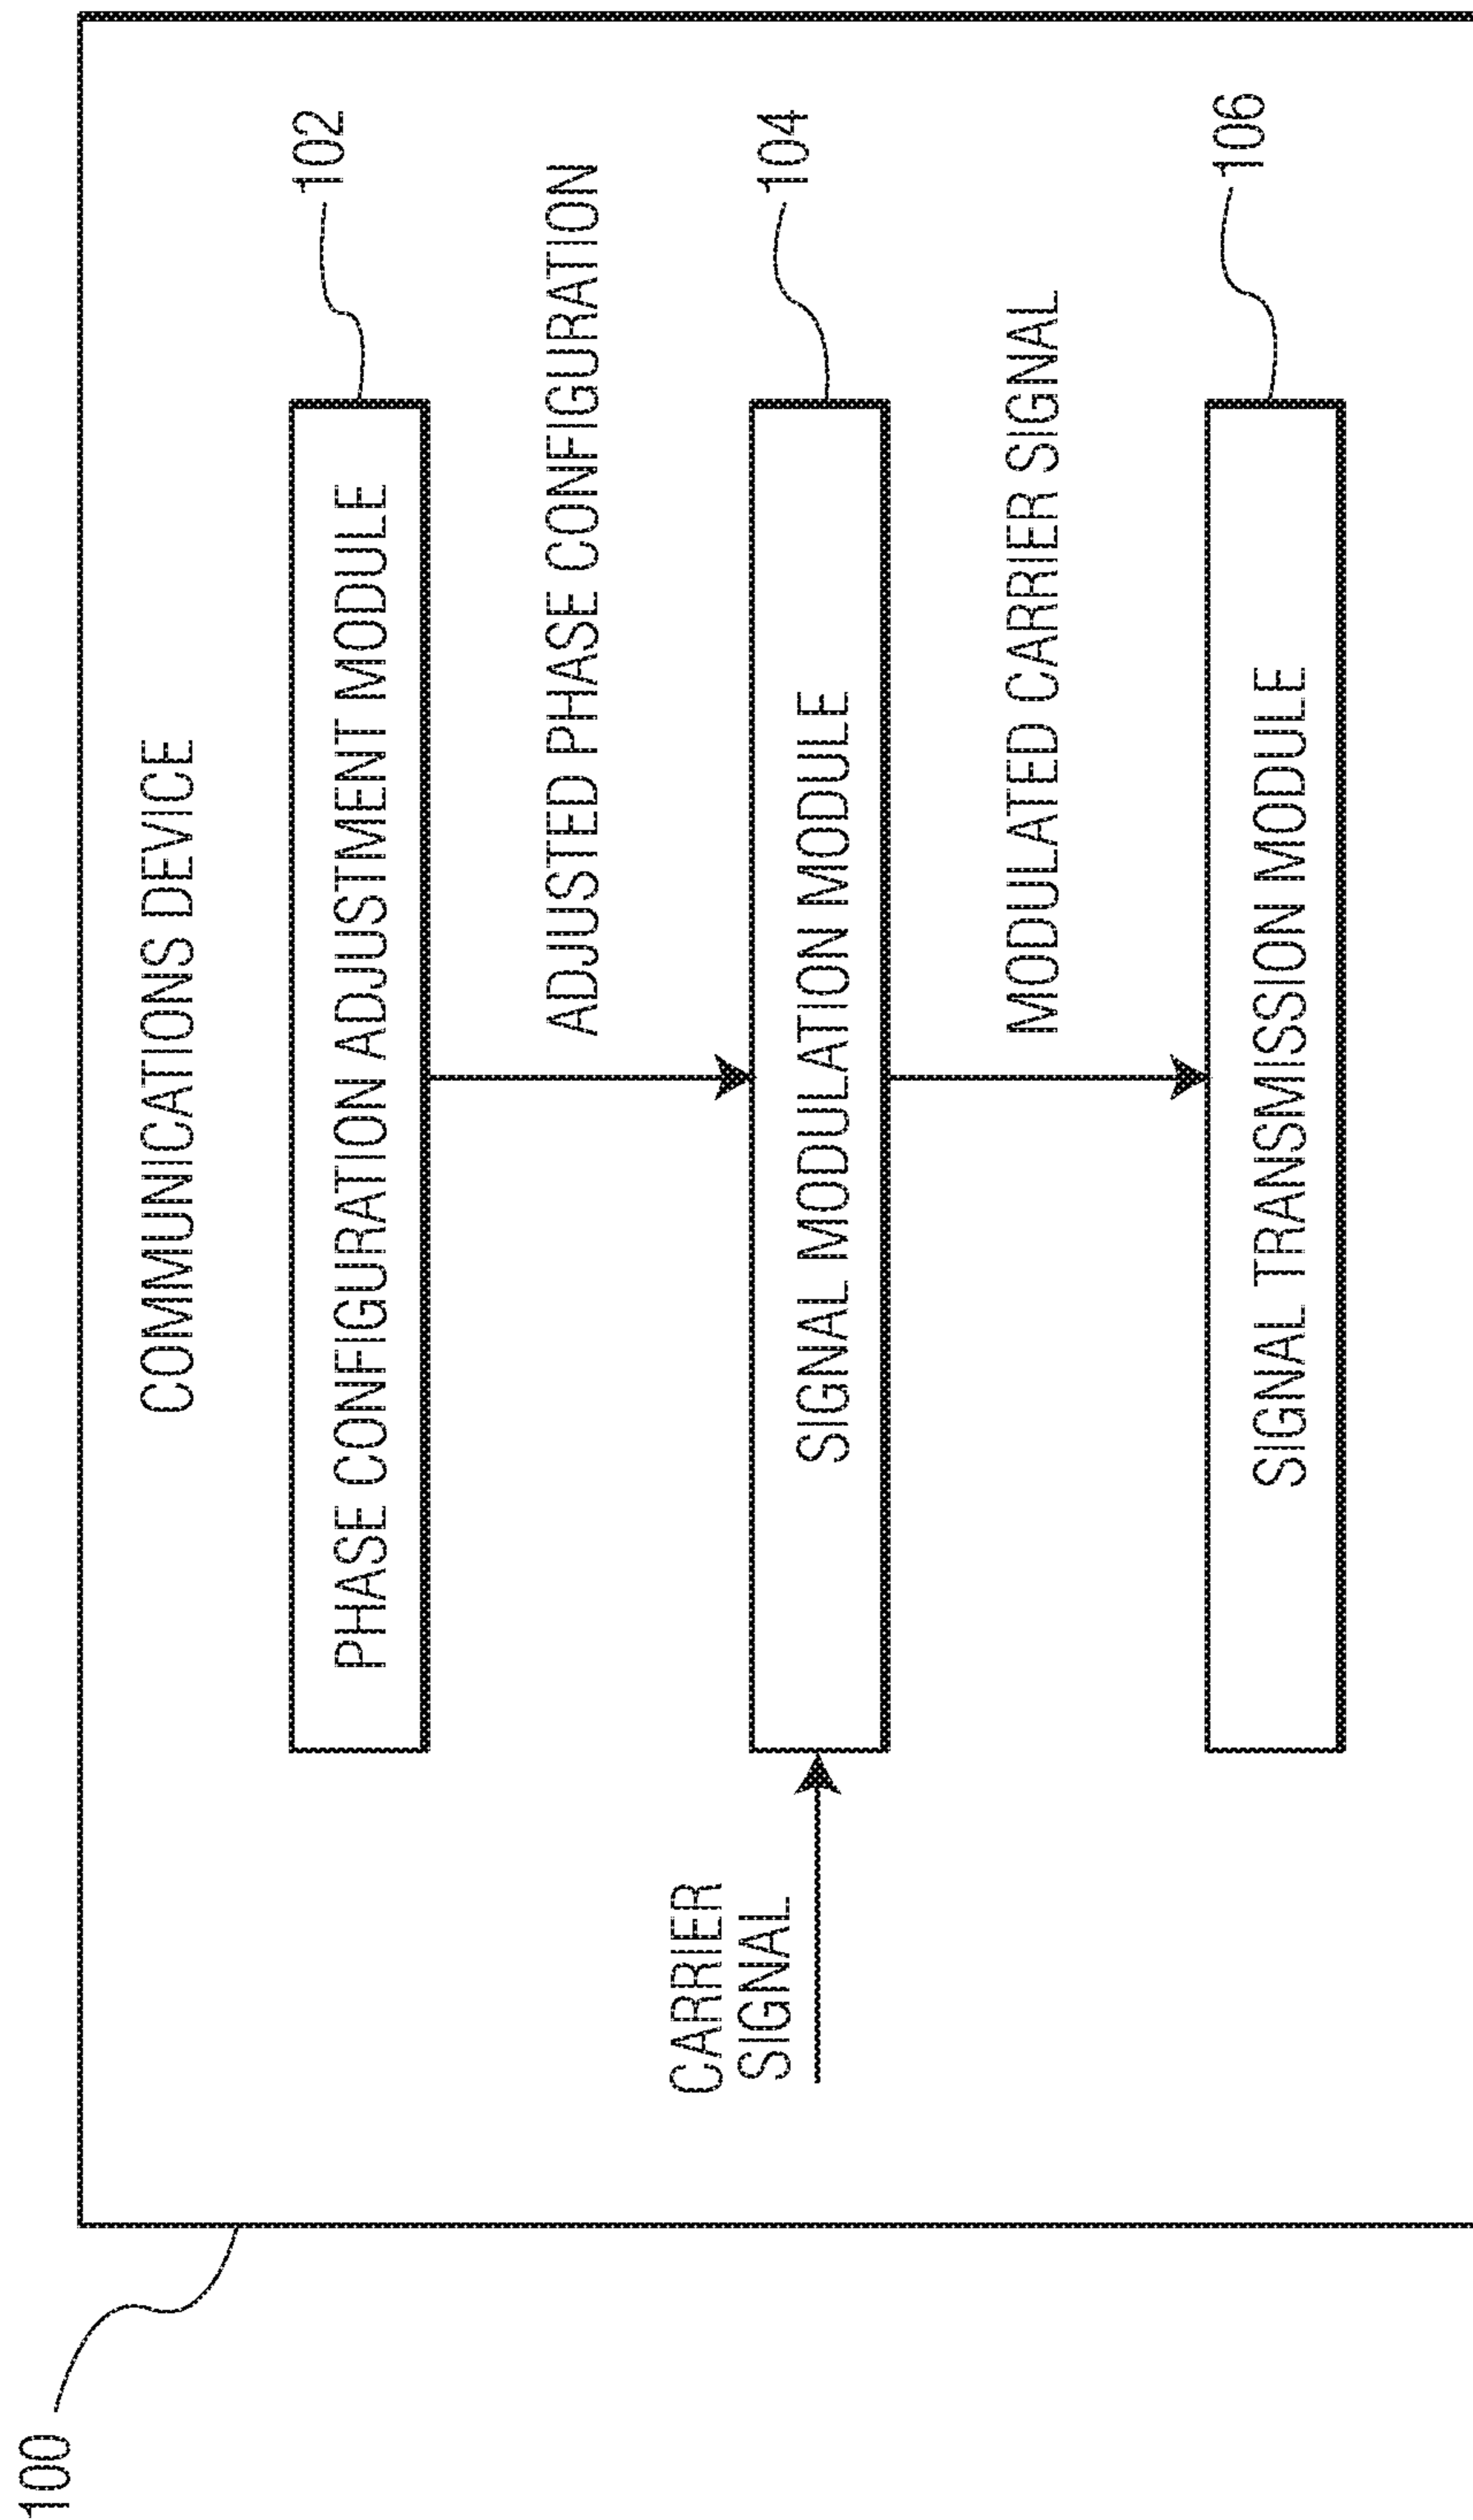 100
COMMUNICATIONS DEVICE
PHASE CONFIGURATION ADJUSTMENT MODULE
102
ADJUSTED PHASE CONFIGURATION
CARRIER
SIGNAL
SIGNAL MODULATION MODULE
104
MODULATED CARRIER SIGNAL
SIGNAL TRANSMISSION MODULE
106